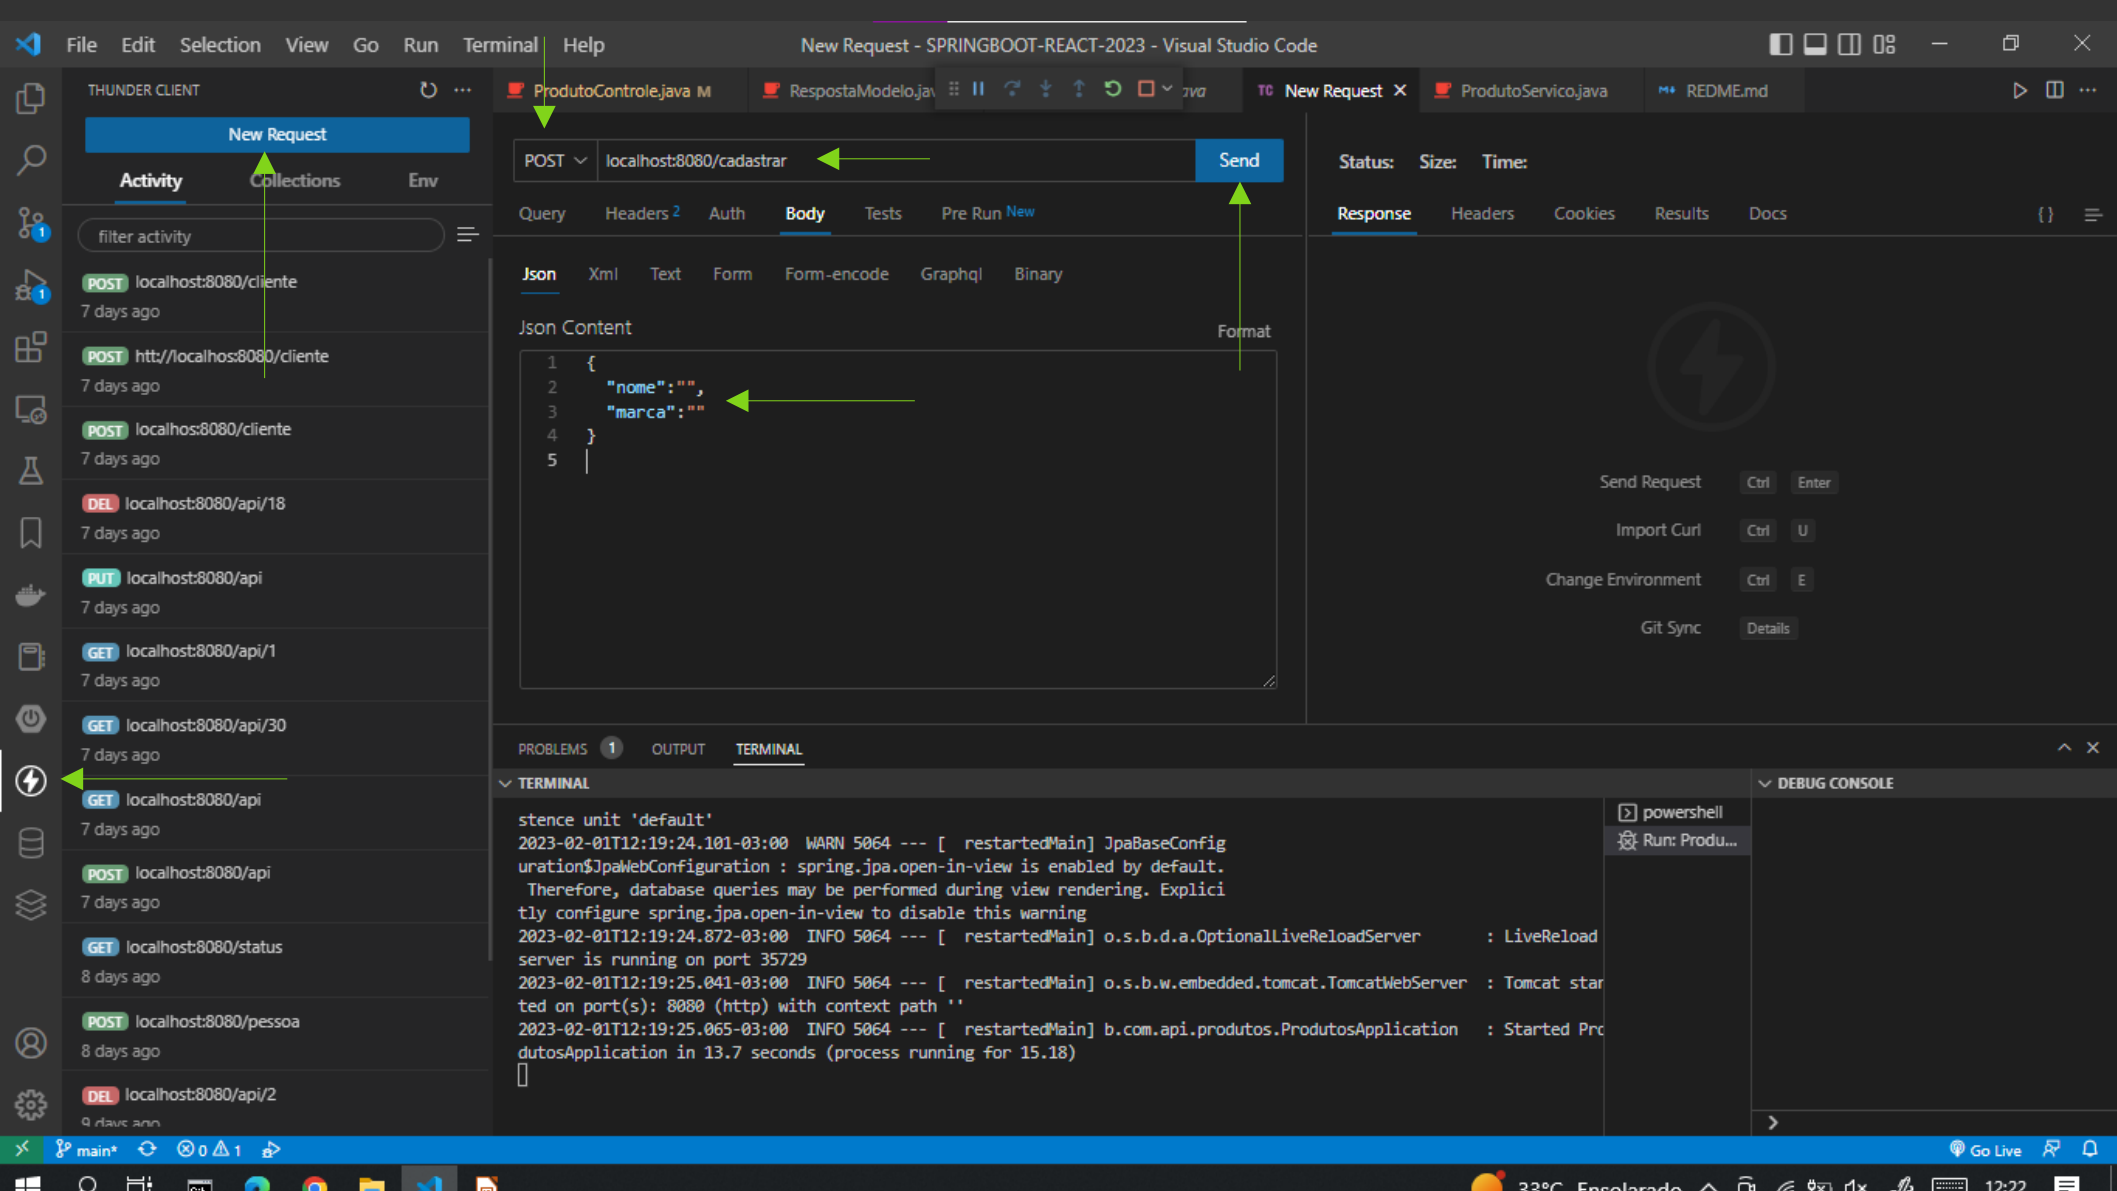 File Edit Selection View Go Run Terminal Help
New Request - SPRINGBOOT-REACT-2023 - Visual Studio Code
THUNDER CLIENT
New Request
Activity Collections Env
filter activity
POST localhost:8080/cliente
7 days ago
POST htt://localhos:8080/cliente
7 days ago
POST localhos:8080/cliente
7 days ago
DEL localhost:8080/api/18
7 days ago
PUT localhost:8080/api
7 days ago
GET localhost:8080/api/1
7 days ago
GET localhost:8080/api/30
7 days ago
GET localhost:8080/api
7 days ago
POST localhost:8080/api
7 days ago
GET localhost:8080/status
8 days ago
POST localhost:8080/pessoa
8 days ago
DEL localhost:8080/api/2
9 days ago
ProdutoControle.java M
RespostaModelo.jav
ava
TC New Request
ProdutoServico.java
REDME.md
POST localhost:8080/cadastrar Send
Query Headers 2 Auth Body Tests Pre Run New
Json Xml Text Form Form-encode Graphql Binary
Json Content
Format
1 {
2 "nome":"",
3 "marca":""
4 }
5
Status: Size: Time:
Response Headers Cookies Results Docs { }
Send Request Ctrl Enter
Import Curl Ctrl U
Change Environment Ctrl E
Git Sync Details
PROBLEMS 1 OUTPUT TERMINAL
TERMINAL
stence unit 'default'
2023-02-01T12:19:24.101-03:00 WARN 5064 --- [ restartedMain] JpaBaseConfig
uration$JpaWebConfiguration : spring.jpa.open-in-view is enabled by default.
Therefore, database queries may be performed during view rendering. Explici
tly configure spring.jpa.open-in-view to disable this warning
2023-02-01T12:19:24.872-03:00 INFO 5064 --- [ restartedMain] o.s.b.d.a.OptionalLiveReloadServer : LiveReload
server is running on port 35729
2023-02-01T12:19:25.041-03:00 INFO 5064 --- [ restartedMain] o.s.b.w.embedded.tomcat.TomcatWebServer : Tomcat star
ted on port(s): 8080 (http) with context path ''
2023-02-01T12:19:25.065-03:00 INFO 5064 --- [ restartedMain] b.com.api.produtos.ProdutosApplication : Started Pro
dutosApplication in 13.7 seconds (process running for 15.18)
powershell
Run: Produ...
DEBUG CONSOLE
main* 0 1
Go Live
33°C Ensolarado 12:22